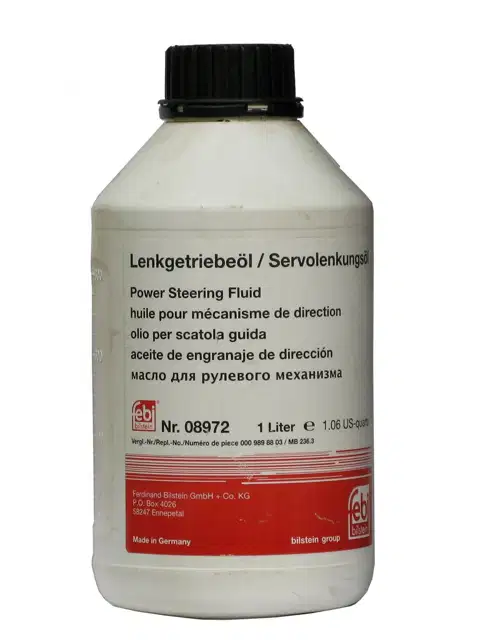 Lenkgetriebeöl / Servolenkungsöl
Power Steering Fluid
huile pour mécanisme de direction
olio per scatola guida
aceite de engranaje de dirección
масло для рулевого механизма
febi bilstein Nr. 08972 1 Liter ℮ 1.06 US-quarts
Vergl.-Nr./Repl.-No./Numéro de piece 000 989 88 03 / MB 236.3
Ferdinand Bilstein GmbH + Co. KG
P.O. Box 4026
58247 Ennepetal
febi
bilstein
Made in Germany
bilstein group